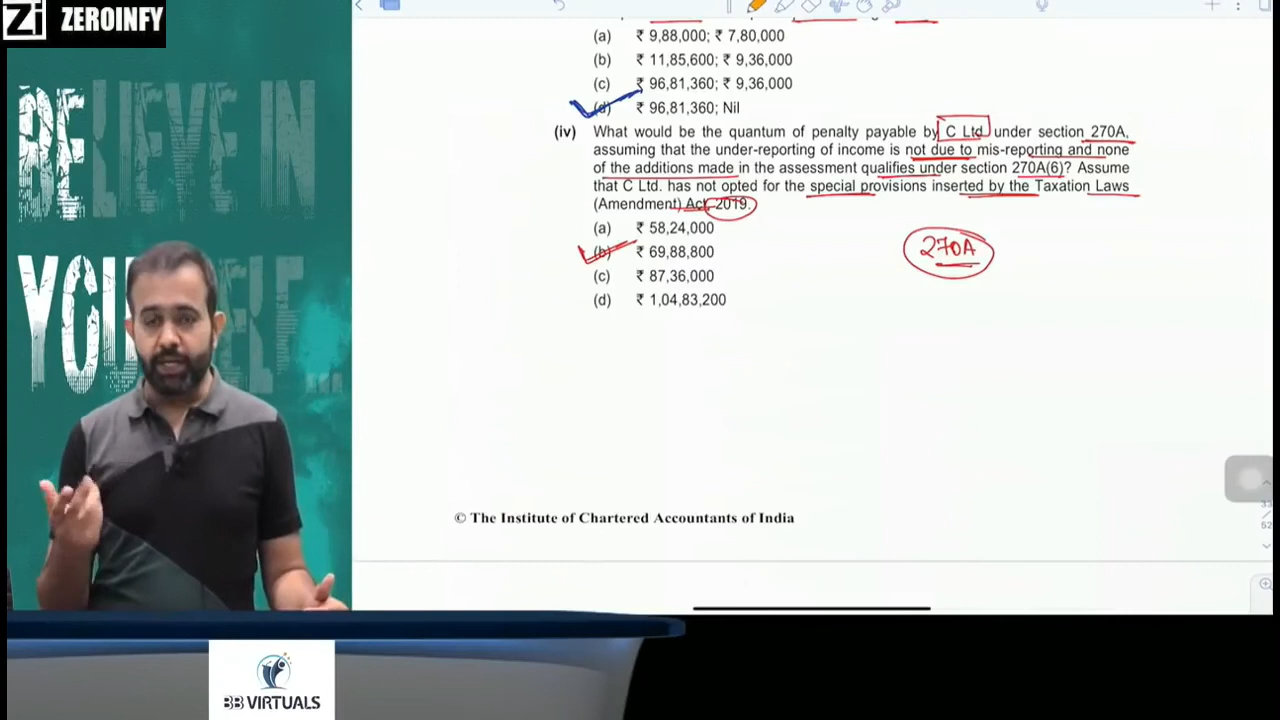 Zi ZEROINFY
BELIEVE IN
(a) ₹ 9,88,000; ₹ 7,80,000
(b) ₹ 11,85,600; ₹ 9,36,000
(c) ₹ 96,81,360; ₹ 9,36,000
(d) ₹ 96,81,360; Nil
(iv) What would be the quantum of penalty payable by C Ltd under section 270A,
assuming that the under-reporting of income is not due to mis-reporting and none
of the additions made in the assessment qualifies under section 270A(6)? Assume
that C Ltd. has not opted for the special provisions inserted by the Taxation Laws
(Amendment) Act, 2019.
(a) ₹ 58,24,000
(b) ₹ 69,88,800
(c) ₹ 87,36,000
(d) ₹ 1,04,83,200
270A
© The Institute of Chartered Accountants of India
33
/
52
BB VIRTUALS